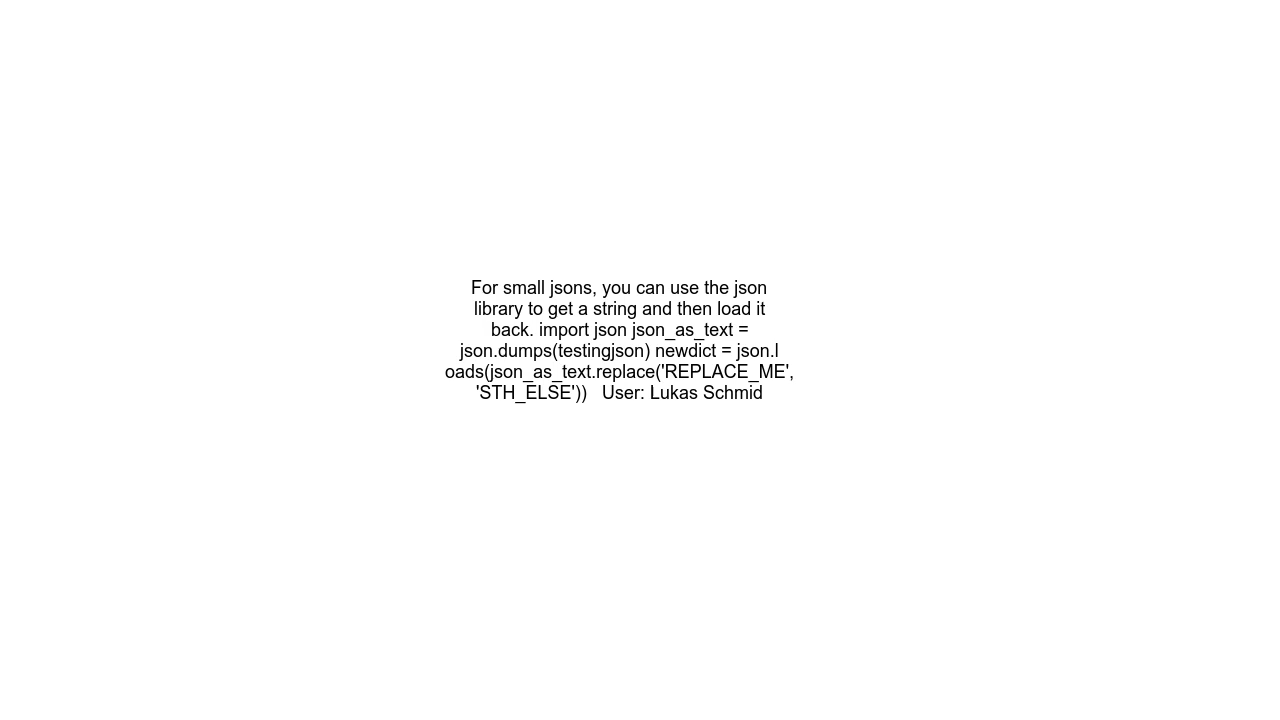 For small jsons, you can use the json
library to get a string and then load it
back. import json json_as_text =
json.dumps(testingjson) newdict = json.l
oads(json_as_text.replace('REPLACE_ME',
'STH_ELSE'))   User: Lukas Schmid